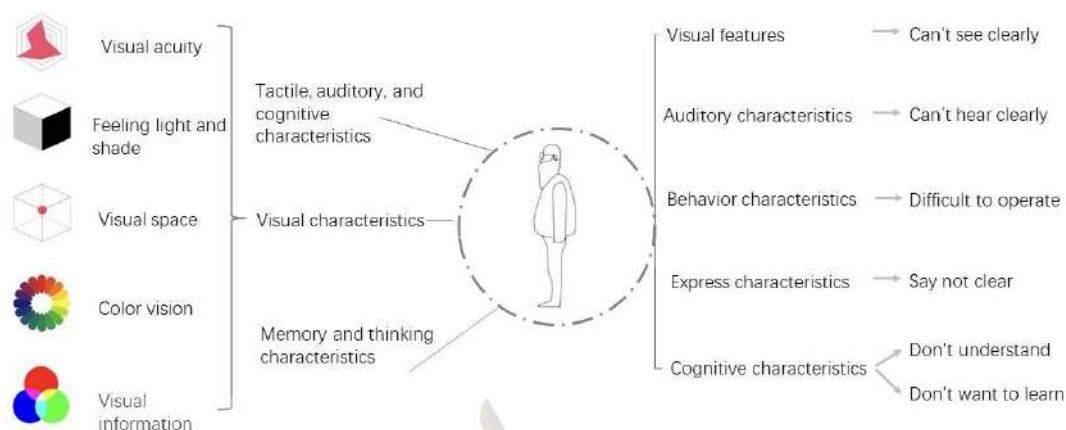 Visual acuity
Feeling light and
shade
Visual space
Color vision
Visual
information
Tactile, auditory, and
cognitive
characteristics
Visual characteristics
Memory and thinking
characteristics
Visual features
Can't see clearly
Auditory characteristics
Can't hear clearly
Behavior characteristics
Difficult to operate
Express characteristics
Say not clear
Cognitive characteristics
Don't understand
Don't want to learn